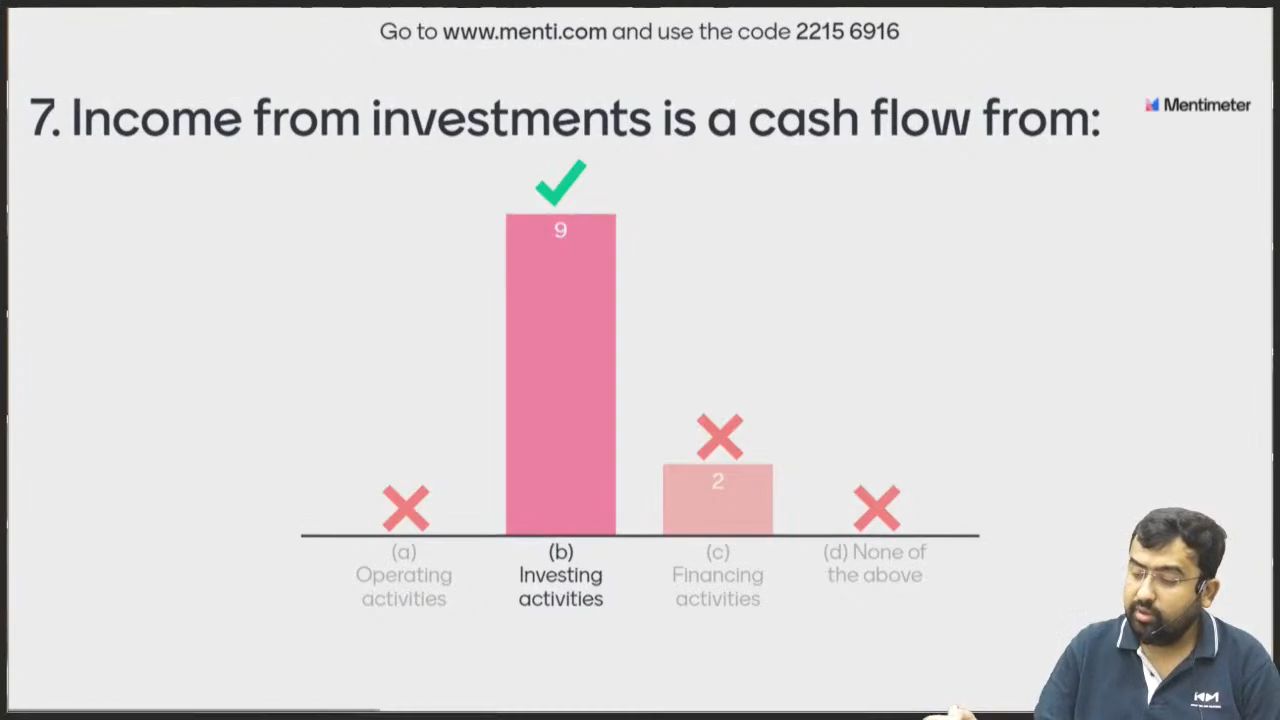 Go to www.menti.com and use the code 2215 6916
7. Income from investments is a cash flow from:
Mentimeter
9
2
(a)
Operating
activities
(b)
Investing
activities
(c)
Financing
activities
(d) None of
the above